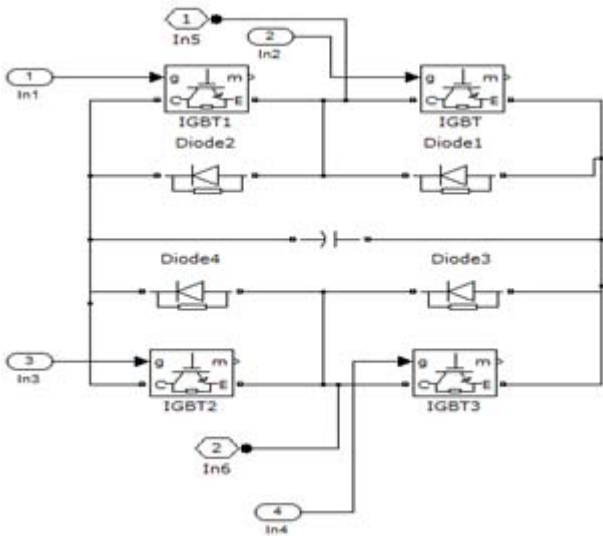 1
In5
2
In2
1
In1
g
m
C
E
IGBT1
g
m
C
E
IGBT
Diode2
Diode1
Diode4
Diode3
3
In3
g
m
C
E
IGBT2
g
m
C
E
IGBT3
2
In6
4
In4